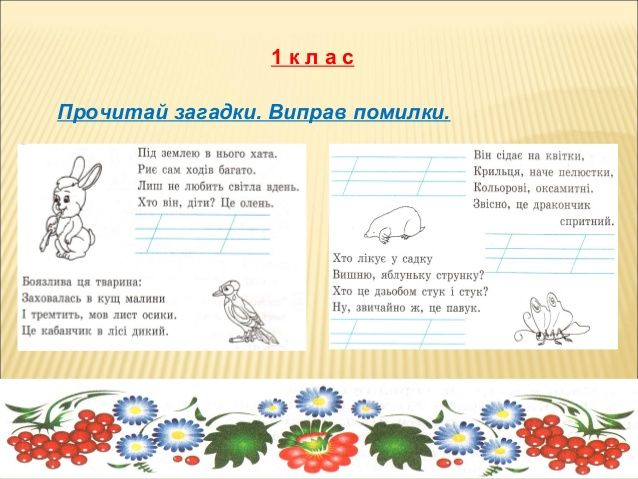 1 к л а с
Прочитай загадки. Виправ помилки.
Під землею в нього хата.
Риє сам ходів багато.
Лиш не любить світла вдень.
Хто він, діти? Це олень.
Боязлива ця тварина:
Заховалась в кущ малини
І тремтить, мов лист осики.
Це кабанчик в лісі дикий.
Він сідає на квітки,
Крильця, наче пелюстки,
Кольорові, оксамитні.
Звісно, це дракончик
спритний.
Хто лікує у садку
Вишню, яблуньку струнку?
Хто це дзьобом стук і стук?
Ну, звичайно ж, це павук.